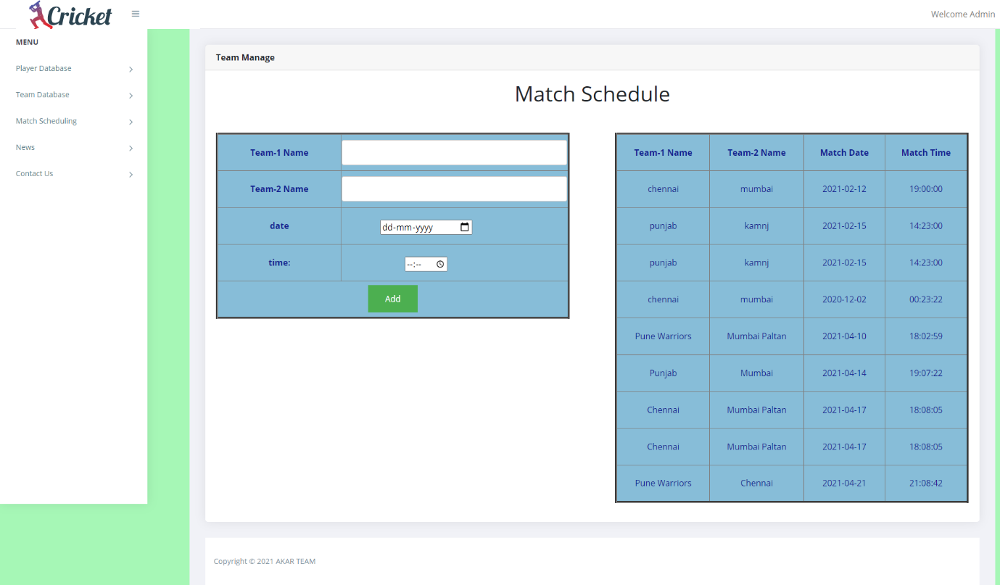 Cricket
Welcome Admin
MENU
Player Database
Team Database
Match Scheduling
News
Contact Us
Team Manage
Match Schedule
Team-1 Name
Team-2 Name
date dd-mm-yyyy
time: --:--
Add
Team-1 Name Team-2 Name Match Date Match Time
chennai mumbai 2021-02-12 19:00:00
punjab kamnj 2021-02-15 14:23:00
punjab kamnj 2021-02-15 14:23:00
chennai mumbai 2020-12-02 00:23:22
Pune Warriors Mumbai Paltan 2021-04-10 18:02:59
Punjab Mumbai 2021-04-14 19:07:22
Chennai Mumbai Paltan 2021-04-17 18:08:05
Chennai Mumbai Paltan 2021-04-17 18:08:05
Pune Warriors Chennai 2021-04-21 21:08:42
Copyright © 2021 AKAR TEAM